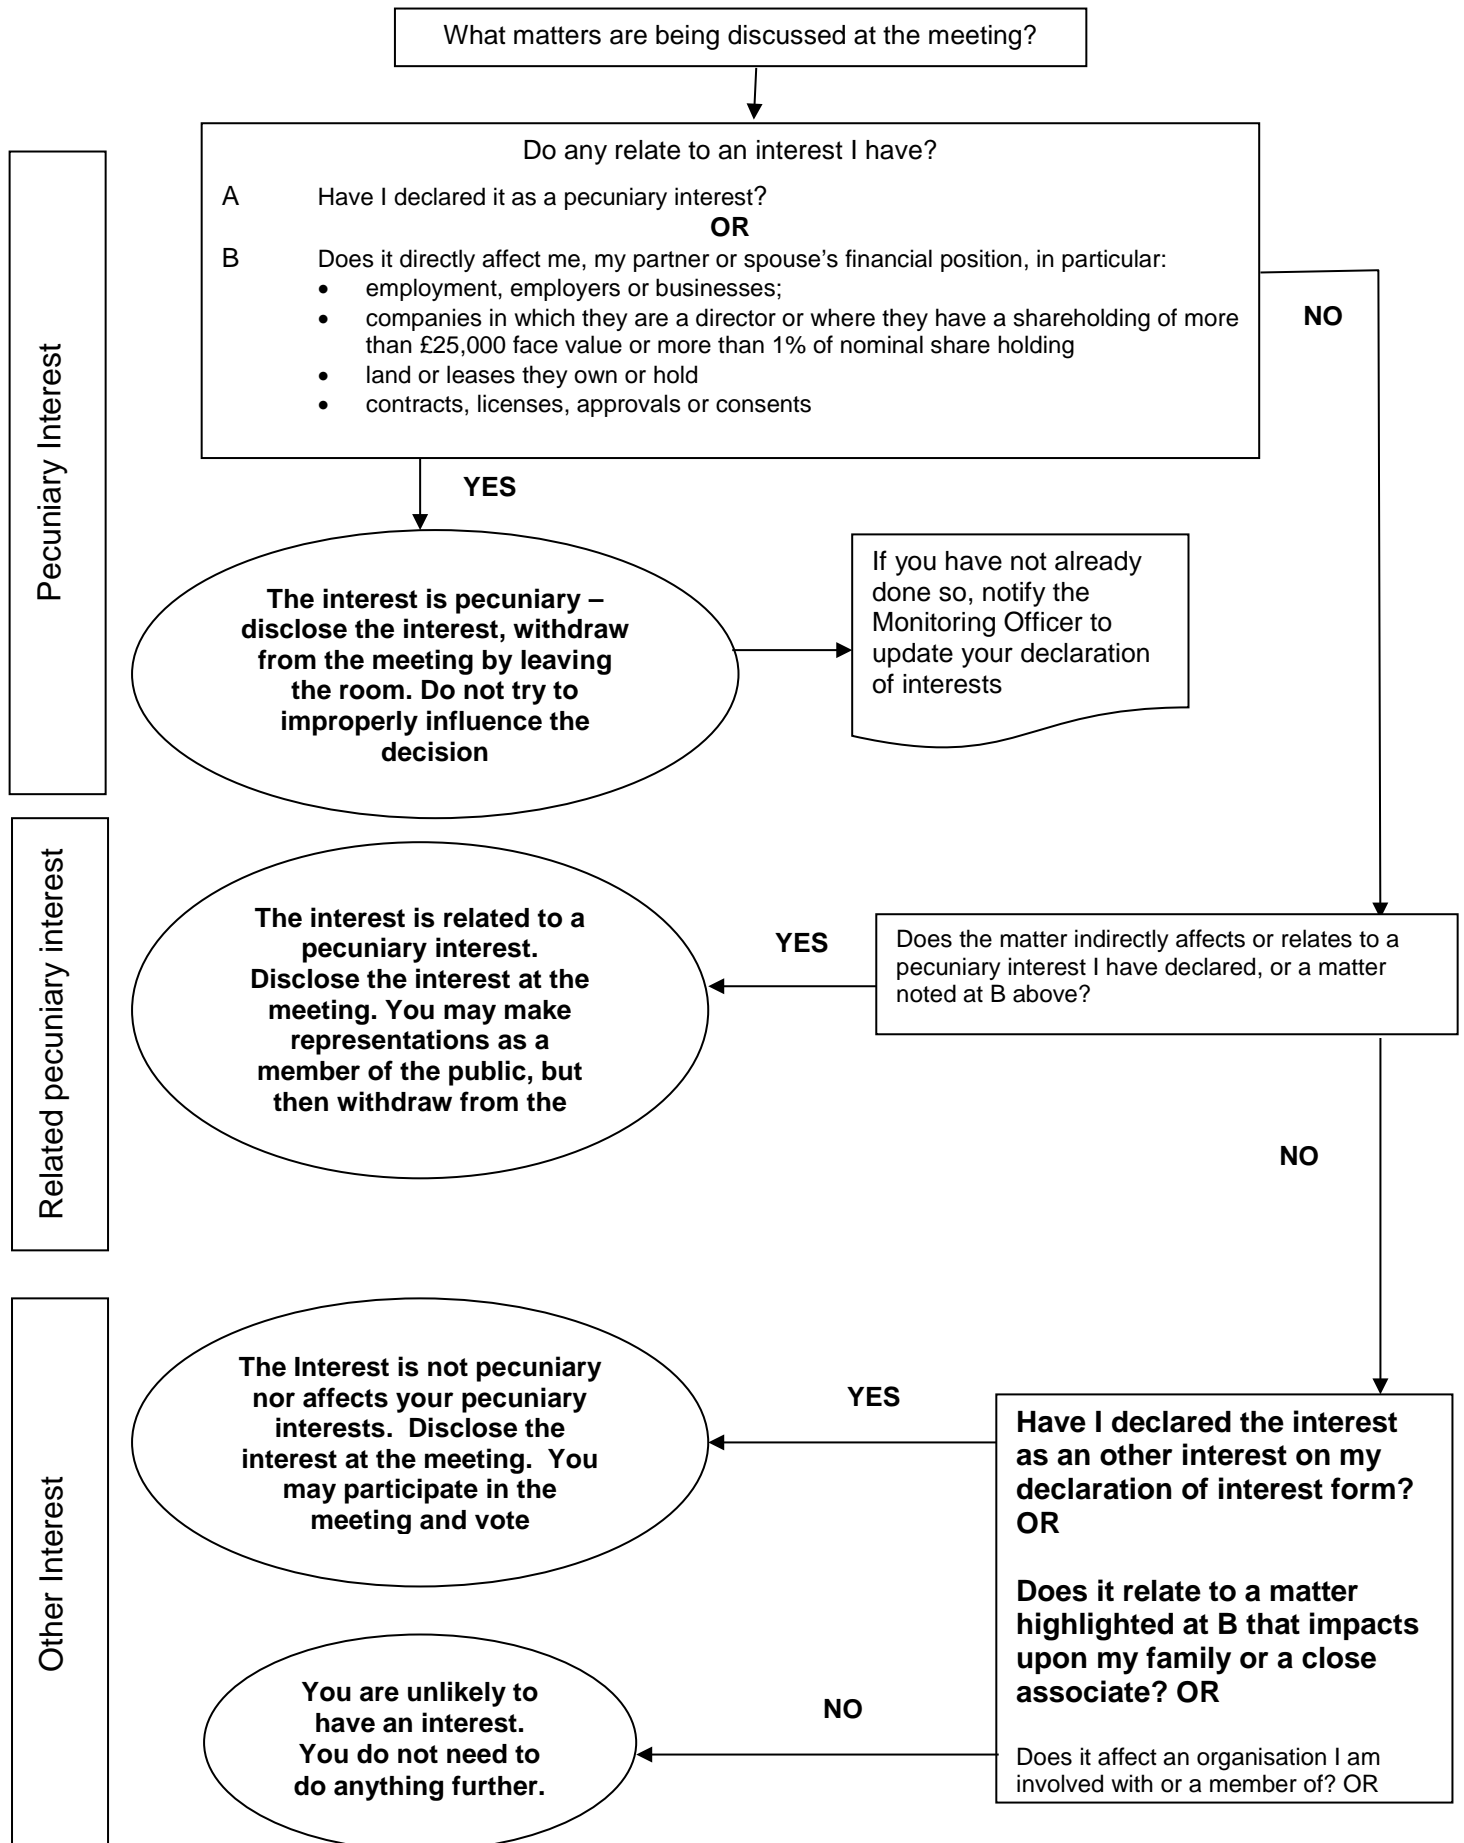 What matters are being discussed at the meeting?
Pecuniary Interest
Do any relate to an interest I have?
A Have I declared it as a pecuniary interest?
OR
B Does it directly affect me, my partner or spouse's financial position, in particular:
• employment, employers or businesses;
• companies in which they are a director or where they have a shareholding of more
than £25,000 face value or more than 1% of nominal share holding
• land or leases they own or hold
• contracts, licenses, approvals or consents
NO
YES
The interest is pecuniary –
disclose the interest, withdraw
from the meeting by leaving
the room. Do not try to
improperly influence the
decision
If you have not already
done so, notify the
Monitoring Officer to
update your declaration
of interests
Related pecuniary interest
The interest is related to a
pecuniary interest.
Disclose the interest at the
meeting. You may make
representations as a
member of the public, but
then withdraw from the
YES
Does the matter indirectly affects or relates to a
pecuniary interest I have declared, or a matter
noted at B above?
NO
Other Interest
The Interest is not pecuniary
nor affects your pecuniary
interests.  Disclose the
interest at the meeting.  You
may participate in the
meeting and vote
YES
Have I declared the interest
as an other interest on my
declaration of interest form?
OR
Does it relate to a matter
highlighted at B that impacts
upon my family or a close
associate? OR
Does it affect an organisation I am
involved with or a member of? OR
NO
You are unlikely to
have an interest.
You do not need to
do anything further.